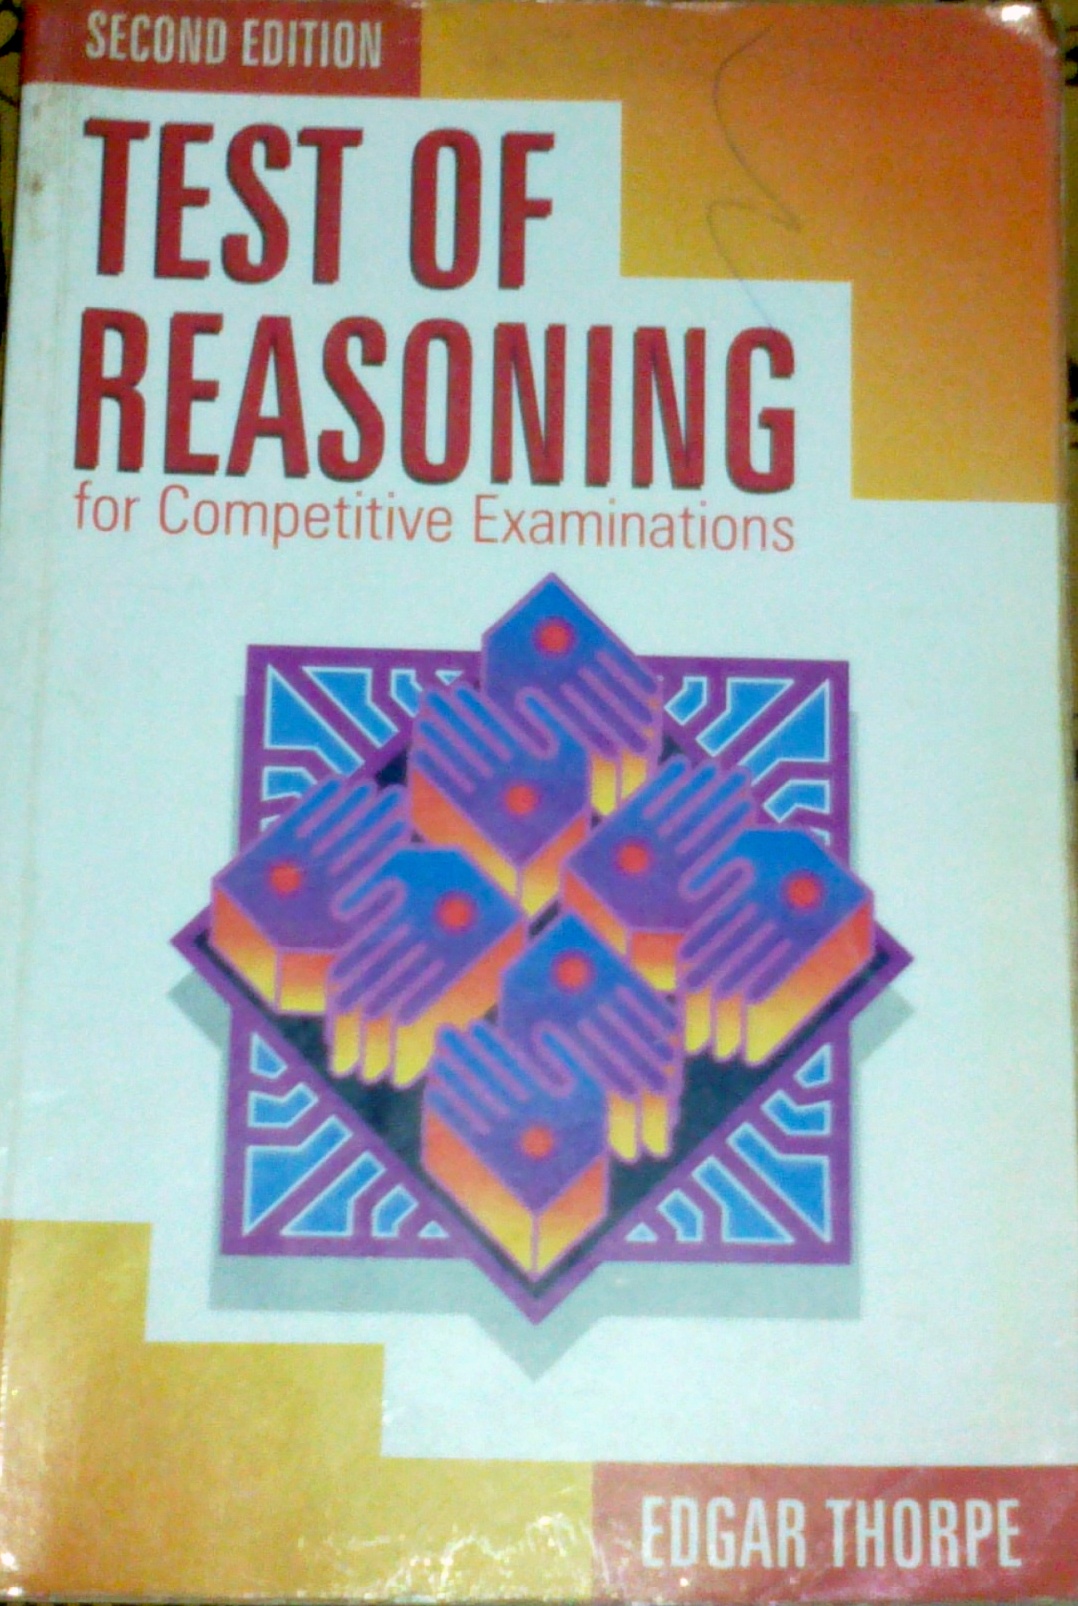 SECOND EDITION
TEST OF
REASONING
for Competitive Examinations
EDGAR THORPE